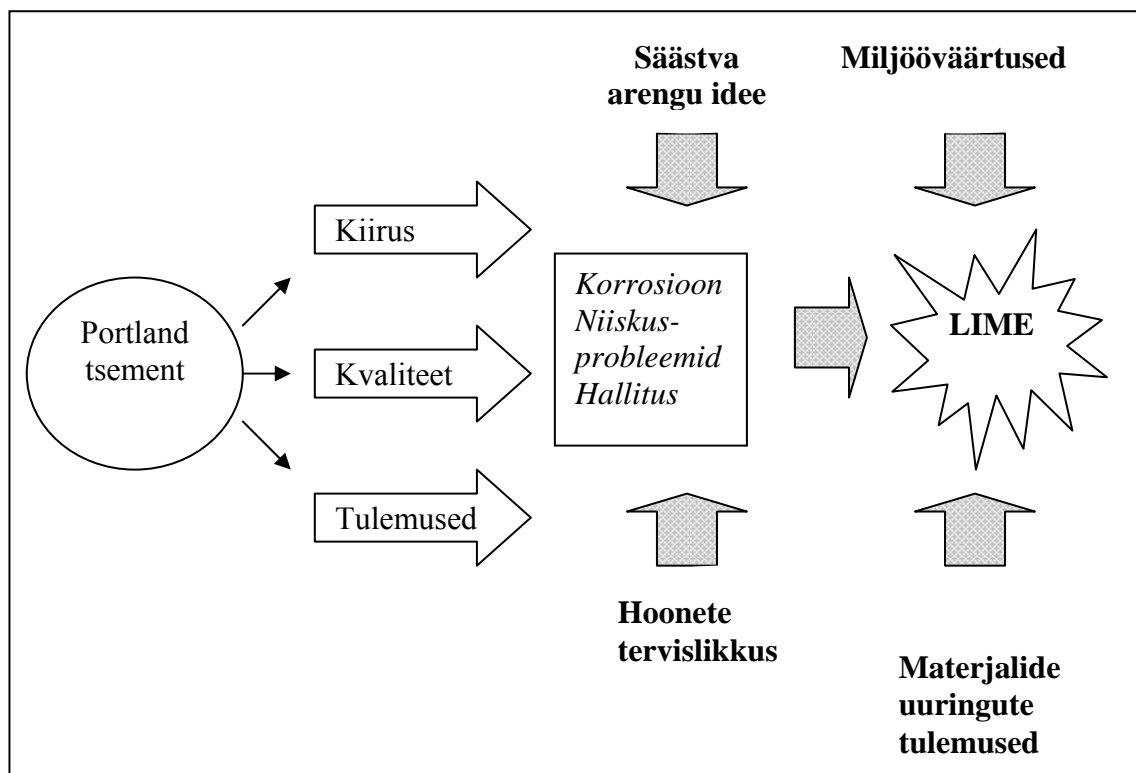 Säästva
arengu idee
Miljööväärtused
Kiirus
Portland
tsement
Kvaliteet
Tulemused
Korrosioon
Niiskus-
probleemid
Hallitus
LIME
Hoonete
tervislikkus
Materjalide
uuringute
tulemused